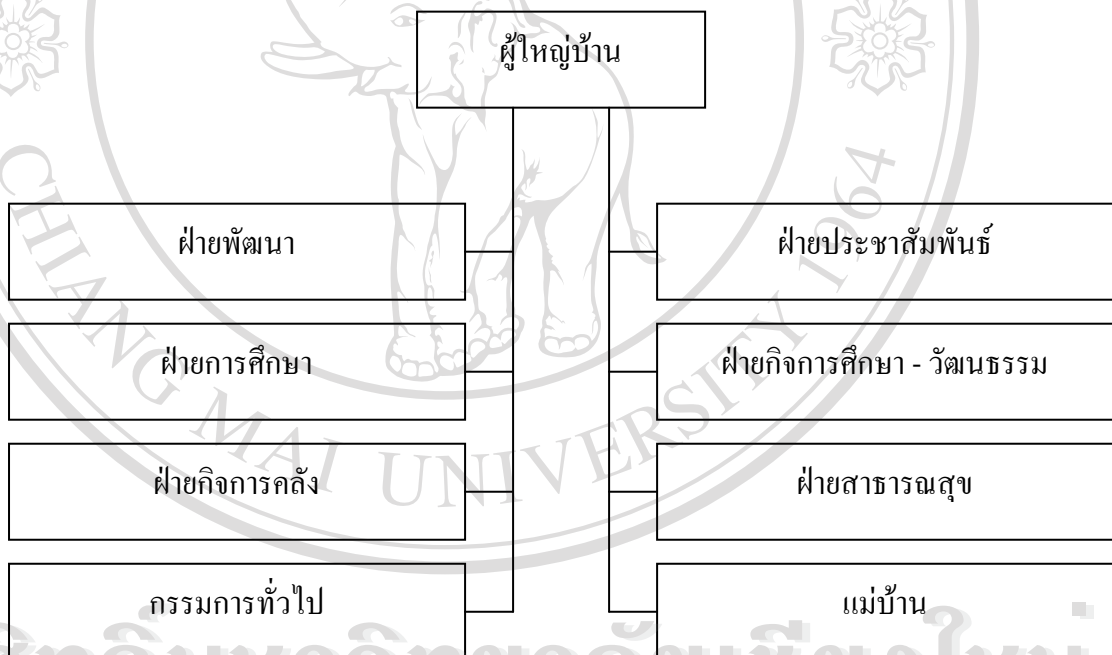 ผู้ใหญ่บ้าน
ฝ่ายพัฒนา
ฝ่ายประชาสัมพันธ์
ฝ่ายการศึกษา
ฝ่ายกิจการศึกษา - วัฒนธรรม
ฝ่ายกิจการคลัง
ฝ่ายสาธารณสุข
กรรมการทั่วไป
แม่บ้าน
CHIANG MAI UNIVERSITY 1964